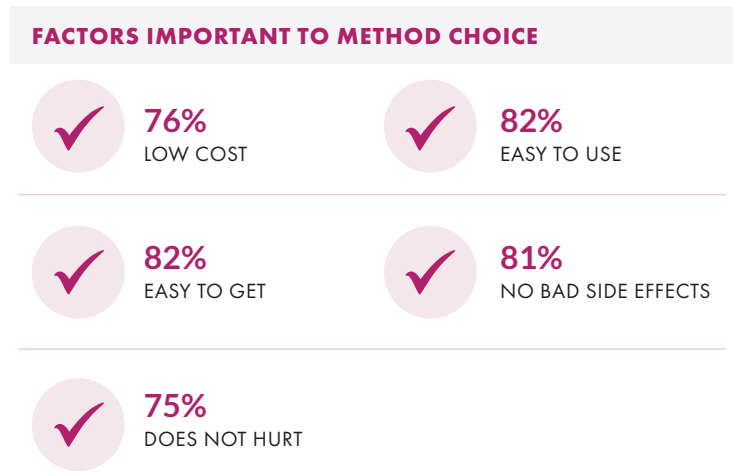 FACTORS IMPORTANT TO METHOD CHOICE
76%
LOW COST
82%
EASY TO USE
82%
EASY TO GET
81%
NO BAD SIDE EFFECTS
75%
DOES NOT HURT